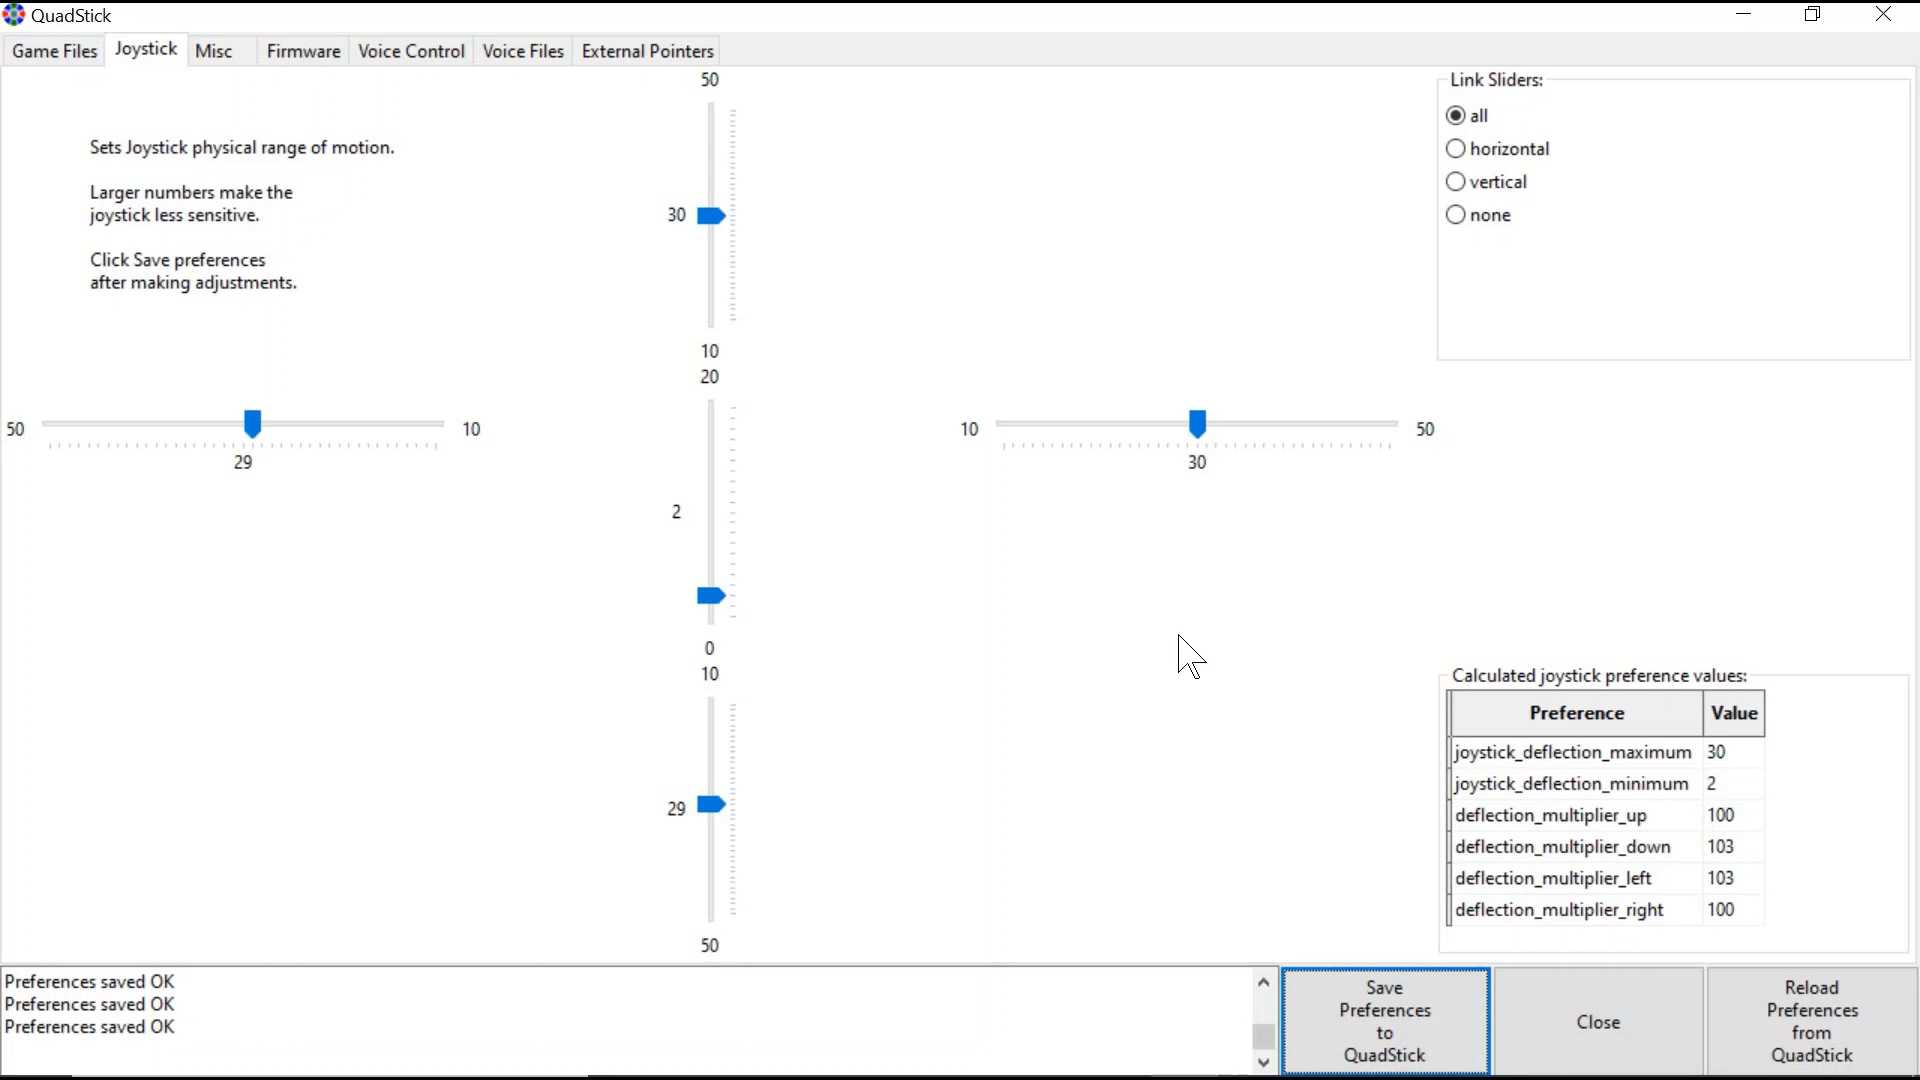 QuadStick
Game Files
Joystick
Misc
Firmware
Voice Control
Voice Files
External Pointers
Sets Joystick physical range of motion.
Larger numbers make the
joystick less sensitive.
Click Save preferences
after making adjustments.
50
30
10
20
50
10
29
10
50
30
2
0
10
29
50
Link Sliders:
all
horizontal
vertical
none
Calculated joystick preference values:
Preference Value
joystick_deflection_maximum 30
joystick_deflection_minimum 2
deflection_multiplier_up 100
deflection_multiplier_down 103
deflection_multiplier_left 103
deflection_multiplier_right 100
Preferences saved OK
Preferences saved OK
Preferences saved OK
Save
Preferences
to
QuadStick
Close
Reload
Preferences
from
QuadStick